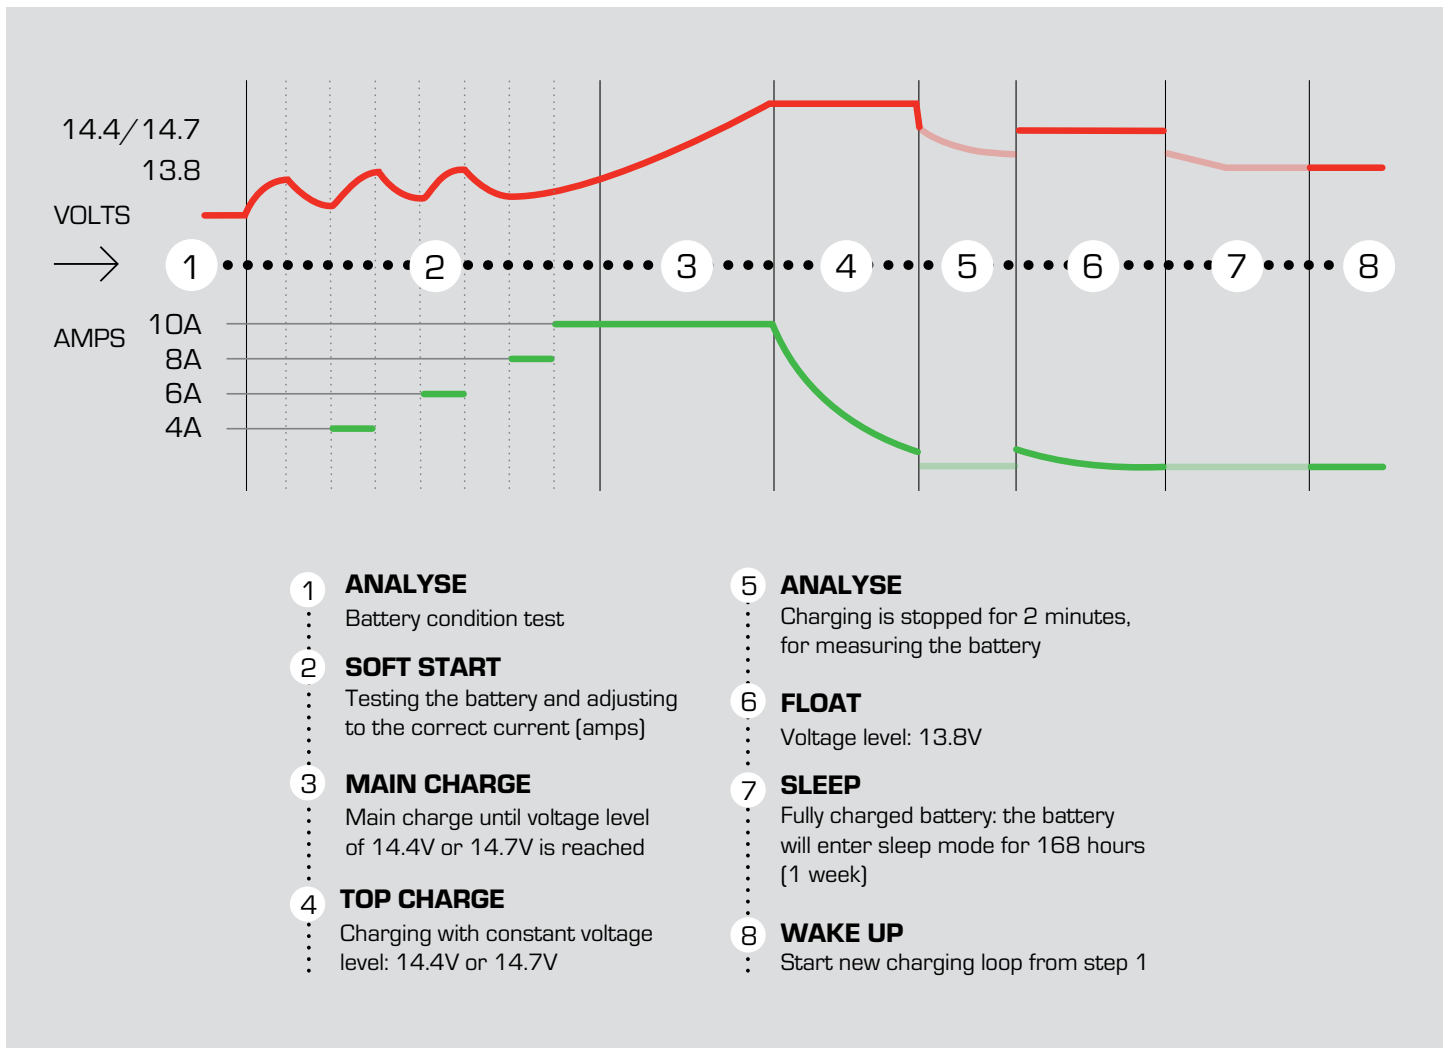 14.4/14.7
13.8
VOLTS
1 2 3 4 5 6 7 8
AMPS
10A
8A
6A
4A
1 ANALYSE
Battery condition test
2 SOFT START
Testing the battery and adjusting
to the correct current (amps)
3 MAIN CHARGE
Main charge until voltage level
of 14.4V or 14.7V is reached
4 TOP CHARGE
Charging with constant voltage
level: 14.4V or 14.7V
5 ANALYSE
Charging is stopped for 2 minutes,
for measuring the battery
6 FLOAT
Voltage level: 13.8V
7 SLEEP
Fully charged battery: the battery
will enter sleep mode for 168 hours
(1 week)
8 WAKE UP
Start new charging loop from step 1